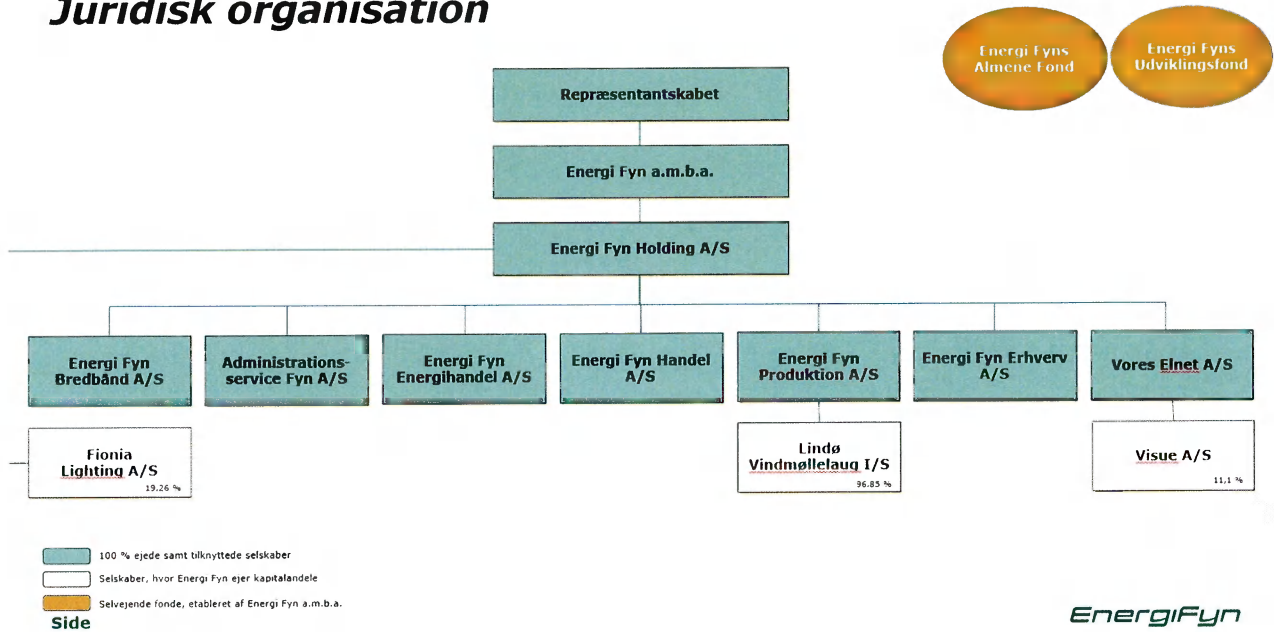 Juridisk organisation
Energi Fyns
Almene Fond
Energi Fyns
Udviklingsfond
Repræsentantskabet
Energi Fyn a.m.b.a.
Energi Fyn Holding A/S
Energi Fyn
Bredbånd A/S
Administrations-
service Fyn A/S
Energi Fyn
Energihandel A/S
Energi Fyn Handel
A/S
Energi Fyn
Produktion A/S
Energi Fyn Erhverv
A/S
Vores Elnet A/S
Fionia
Lighting A/S
19.26 %
Lindø
Vindmøllelaug I/S
96.85 %
Visue A/S
11,1 %
100 % ejede samt tilknyttede selskaber
Selskaber, hvor Energi Fyn ejer kapitalandele
Selvejende fonde, etableret af Energi Fyn a.m.b.a.
Side
EnergiFyn